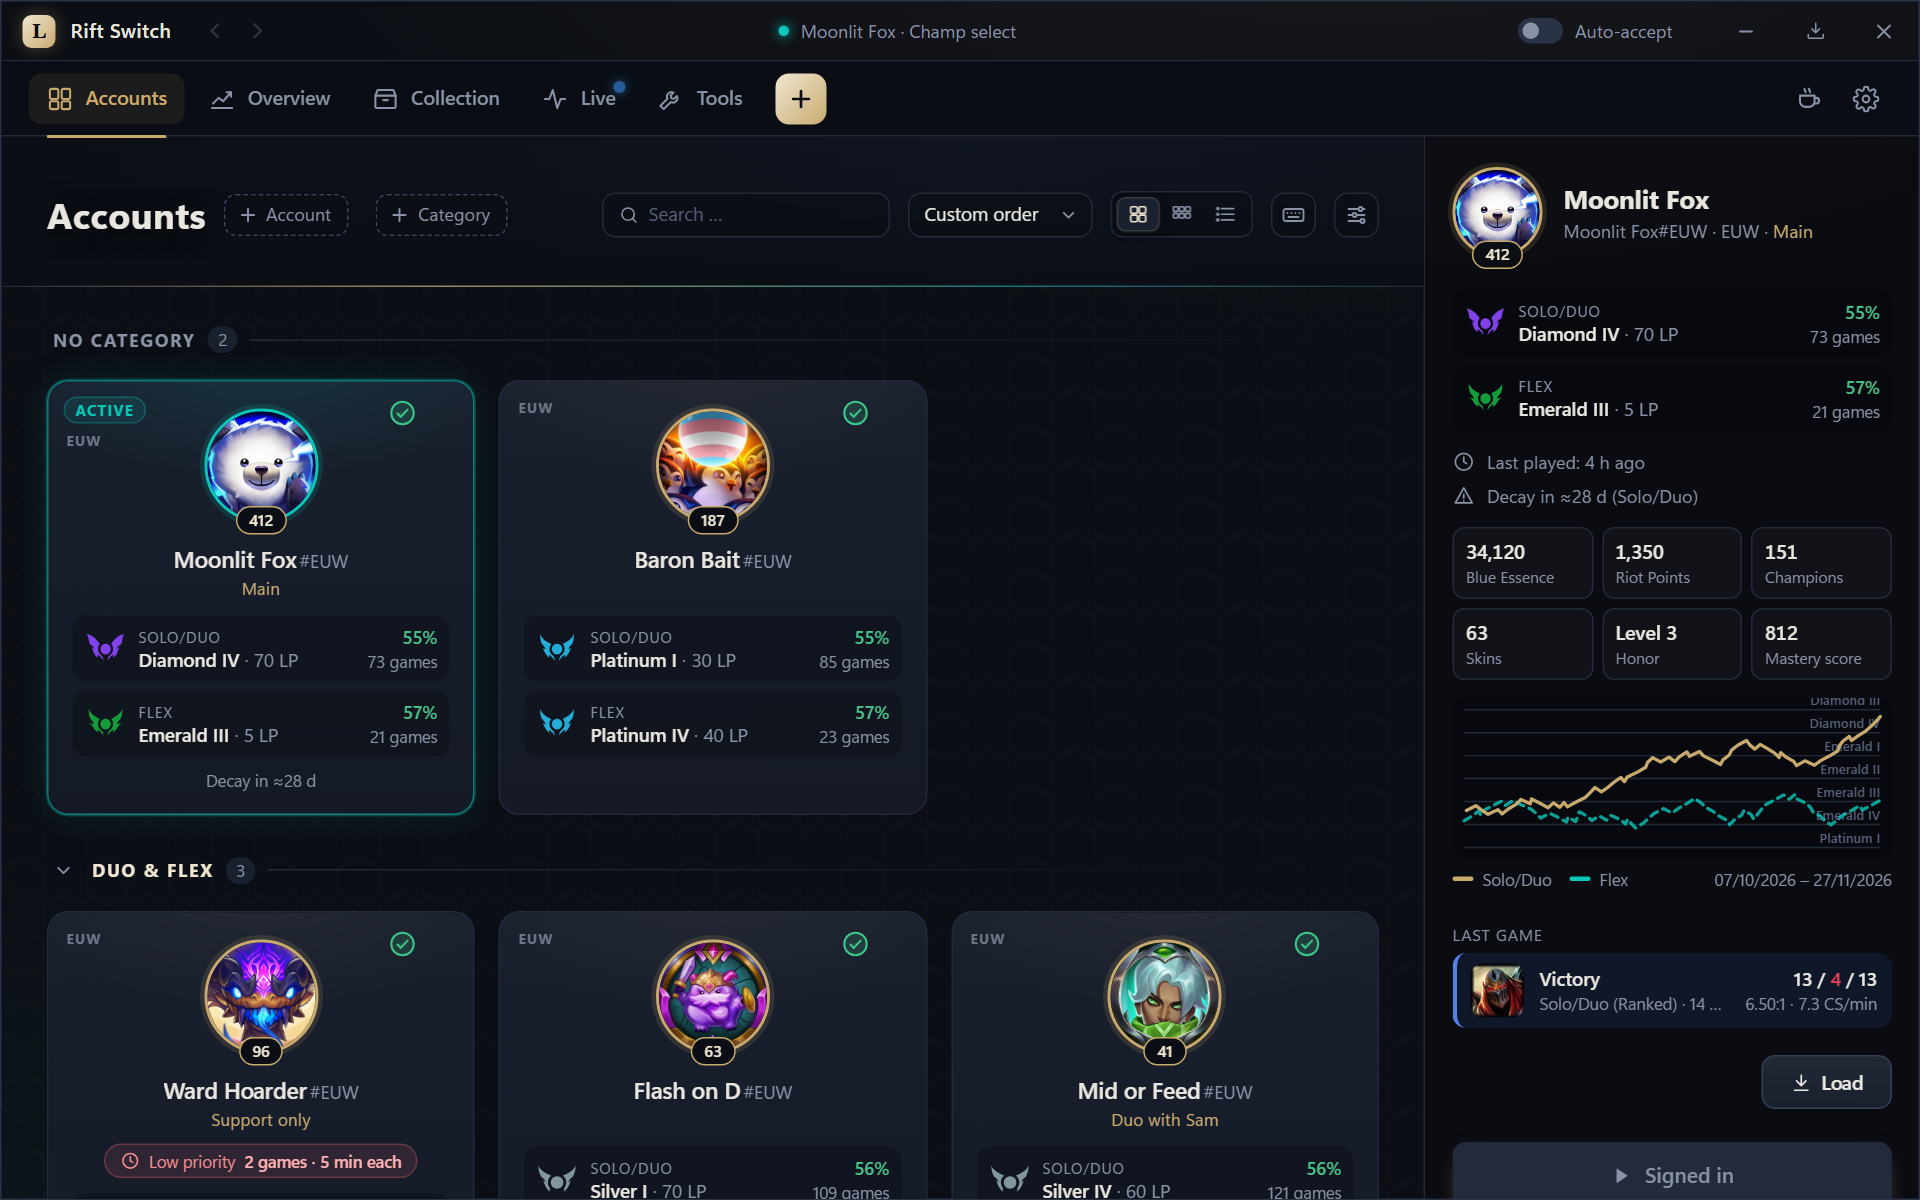 L Rift Switch
Moonlit Fox · Champ select
Auto-accept
Accounts
Overview
Collection
Live
Tools
Accounts
Account
Category
Search ...
Custom order
NO CATEGORY 2
ACTIVE
EUW
412
Moonlit Fox #EUW
Main
SOLO/DUO 55%
Diamond IV · 70 LP 73 games
FLEX 57%
Emerald III · 5 LP 21 games
Decay in ≈28 d
EUW
187
Baron Bait #EUW
SOLO/DUO 55%
Platinum I · 30 LP 85 games
FLEX 57%
Platinum IV · 40 LP 23 games
DUO & FLEX 3
EUW
96
Ward Hoarder #EUW
Support only
Low priority 2 games · 5 min each
EUW
63
Flash on D #EUW
SOLO/DUO 56%
Silver I · 70 LP 109 games
EUW
41
Mid or Feed #EUW
Duo with Sam
SOLO/DUO 56%
Silver IV · 60 LP 121 games
412
Moonlit Fox
Moonlit Fox#EUW · EUW · Main
SOLO/DUO 55%
Diamond IV · 70 LP 73 games
FLEX 57%
Emerald III · 5 LP 21 games
Last played: 4 h ago
Decay in ≈28 d (Solo/Duo)
34,120
Blue Essence
1,350
Riot Points
151
Champions
63
Skins
Level 3
Honor
812
Mastery score
Diamond III
Diamond IV
Emerald I
Emerald II
Emerald III
Emerald IV
Platinum I
Solo/Duo Flex 07/10/2026 – 27/11/2026
LAST GAME
Victory 13 / 4 / 13
Solo/Duo (Ranked) · 14 ... 6.50:1 · 7.3 CS/min
Load
Signed in